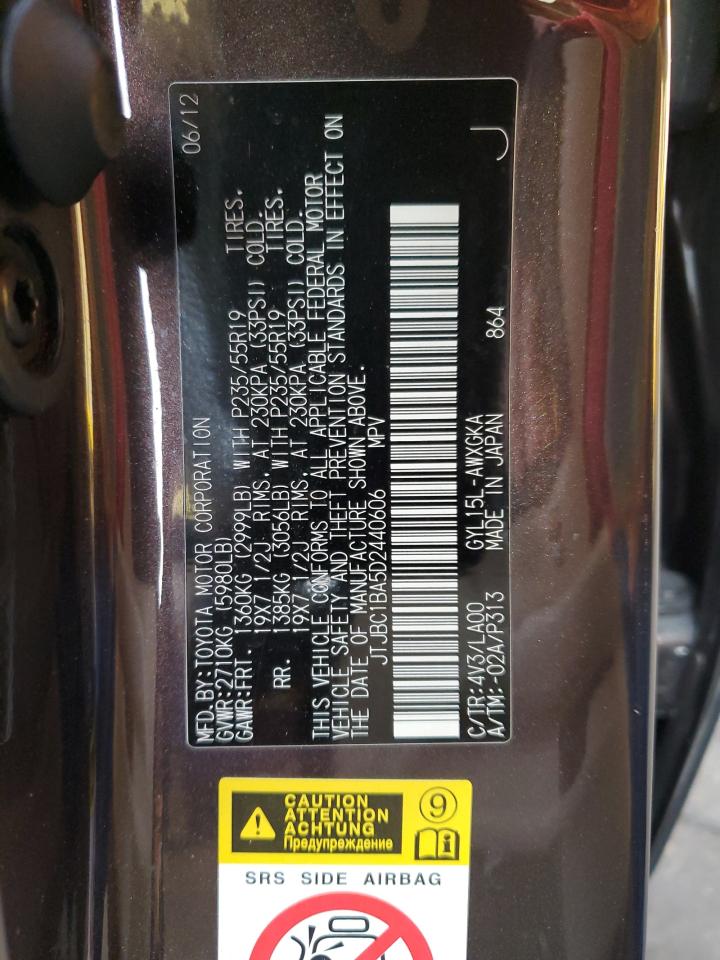 MFD.BY:TOYOTA MOTOR CORPORATION 06/12
GVWR:2710KG (5980LB)
GAWR:FRT. 1360KG (2999LB) WITH P235/55R19 TIRES.
19X7 1/2J RIMS. AT 230KPA (33PSI) COLD.
RR. 1385KG (3056LB) WITH P235/55R19 TIRES.
19X7 1/2J RIMS. AT 230KPA (33PSI) COLD.
THIS VEHICLE CONFORMS TO ALL APPLICABLE FEDERAL MOTOR
VEHICLE SAFETY AND THEFT PREVENTION STANDARDS IN EFFECT ON
THE DATE OF MANUFACTURE SHOWN ABOVE.
JTJBC1BA5D2440606 MPV
C/TR:4V3/LA00 GYL15L-AWXGKA
A/TM:-02A/P313 MADE IN JAPAN 864 J
CAUTION
ATTENTION
ACHTUNG
Предупреждение
9
i
SRS SIDE AIRBAG